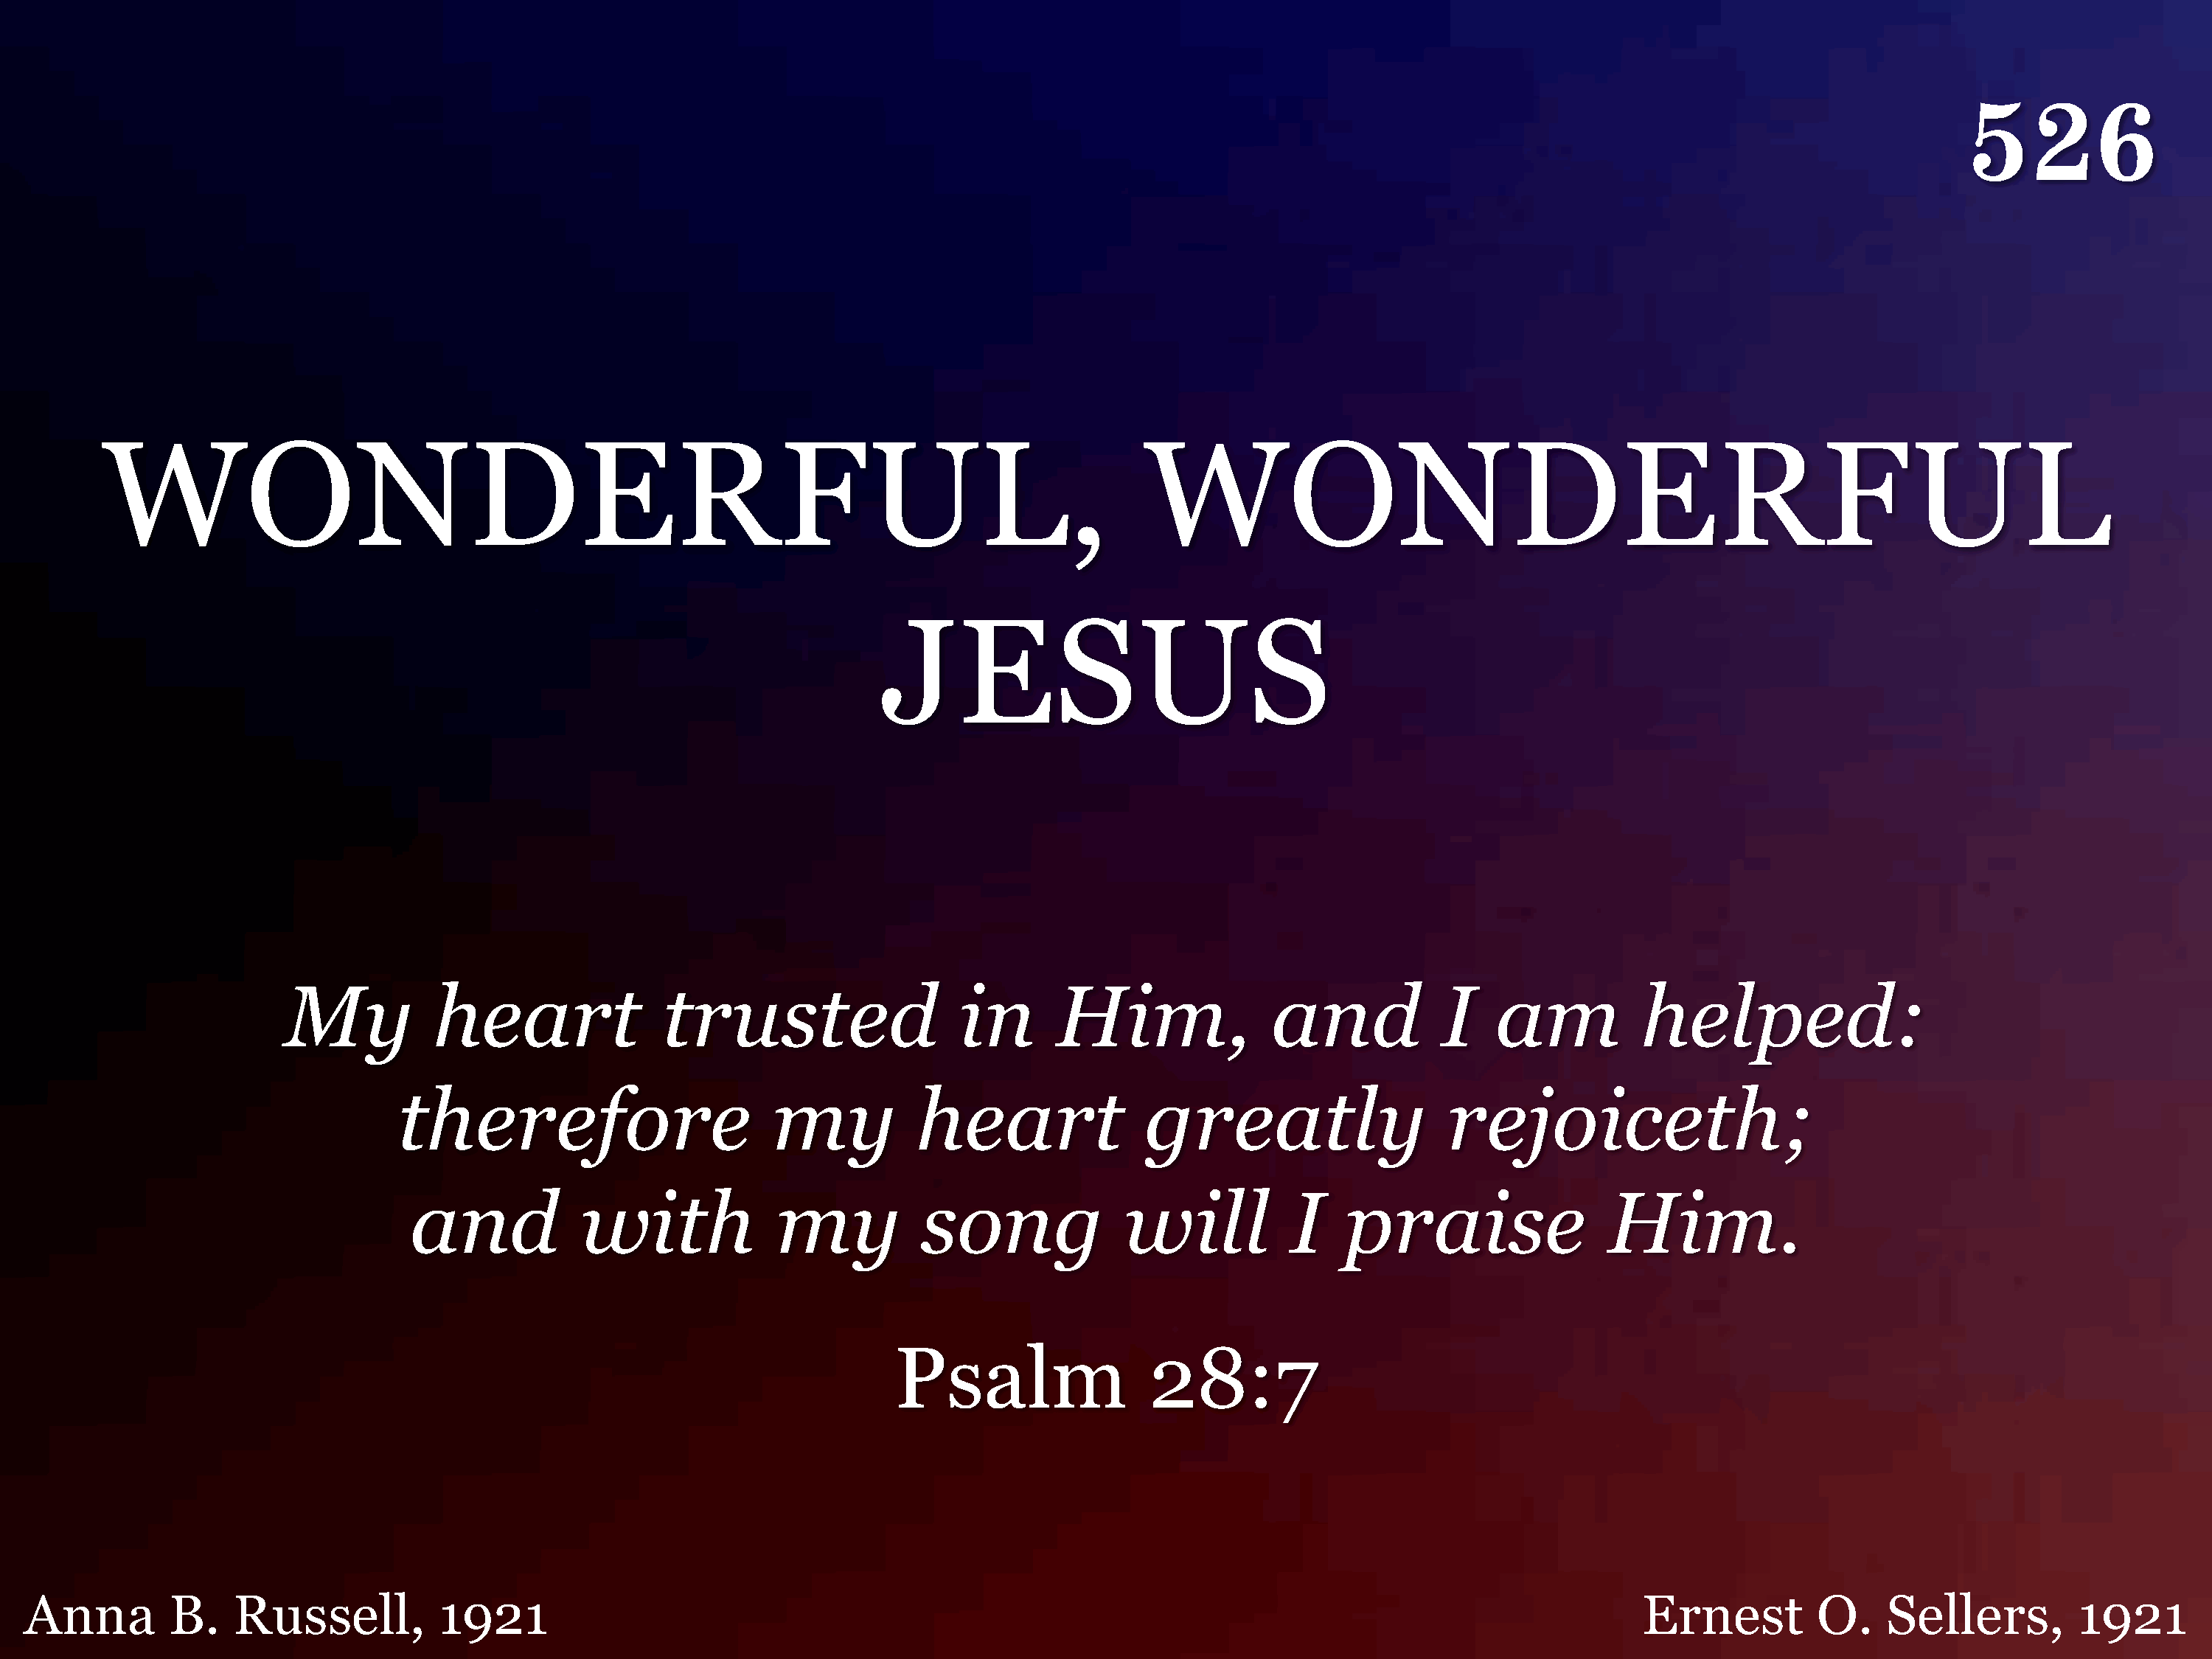 526
WONDERFUL, WONDERFUL
JESUS
My heart trusted in Him, and I am helped:
therefore my heart greatly rejoiceth;
and with my song will I praise Him.
Psalm 28:7
Anna B. Russell, 1921
Ernest O. Sellers, 1921